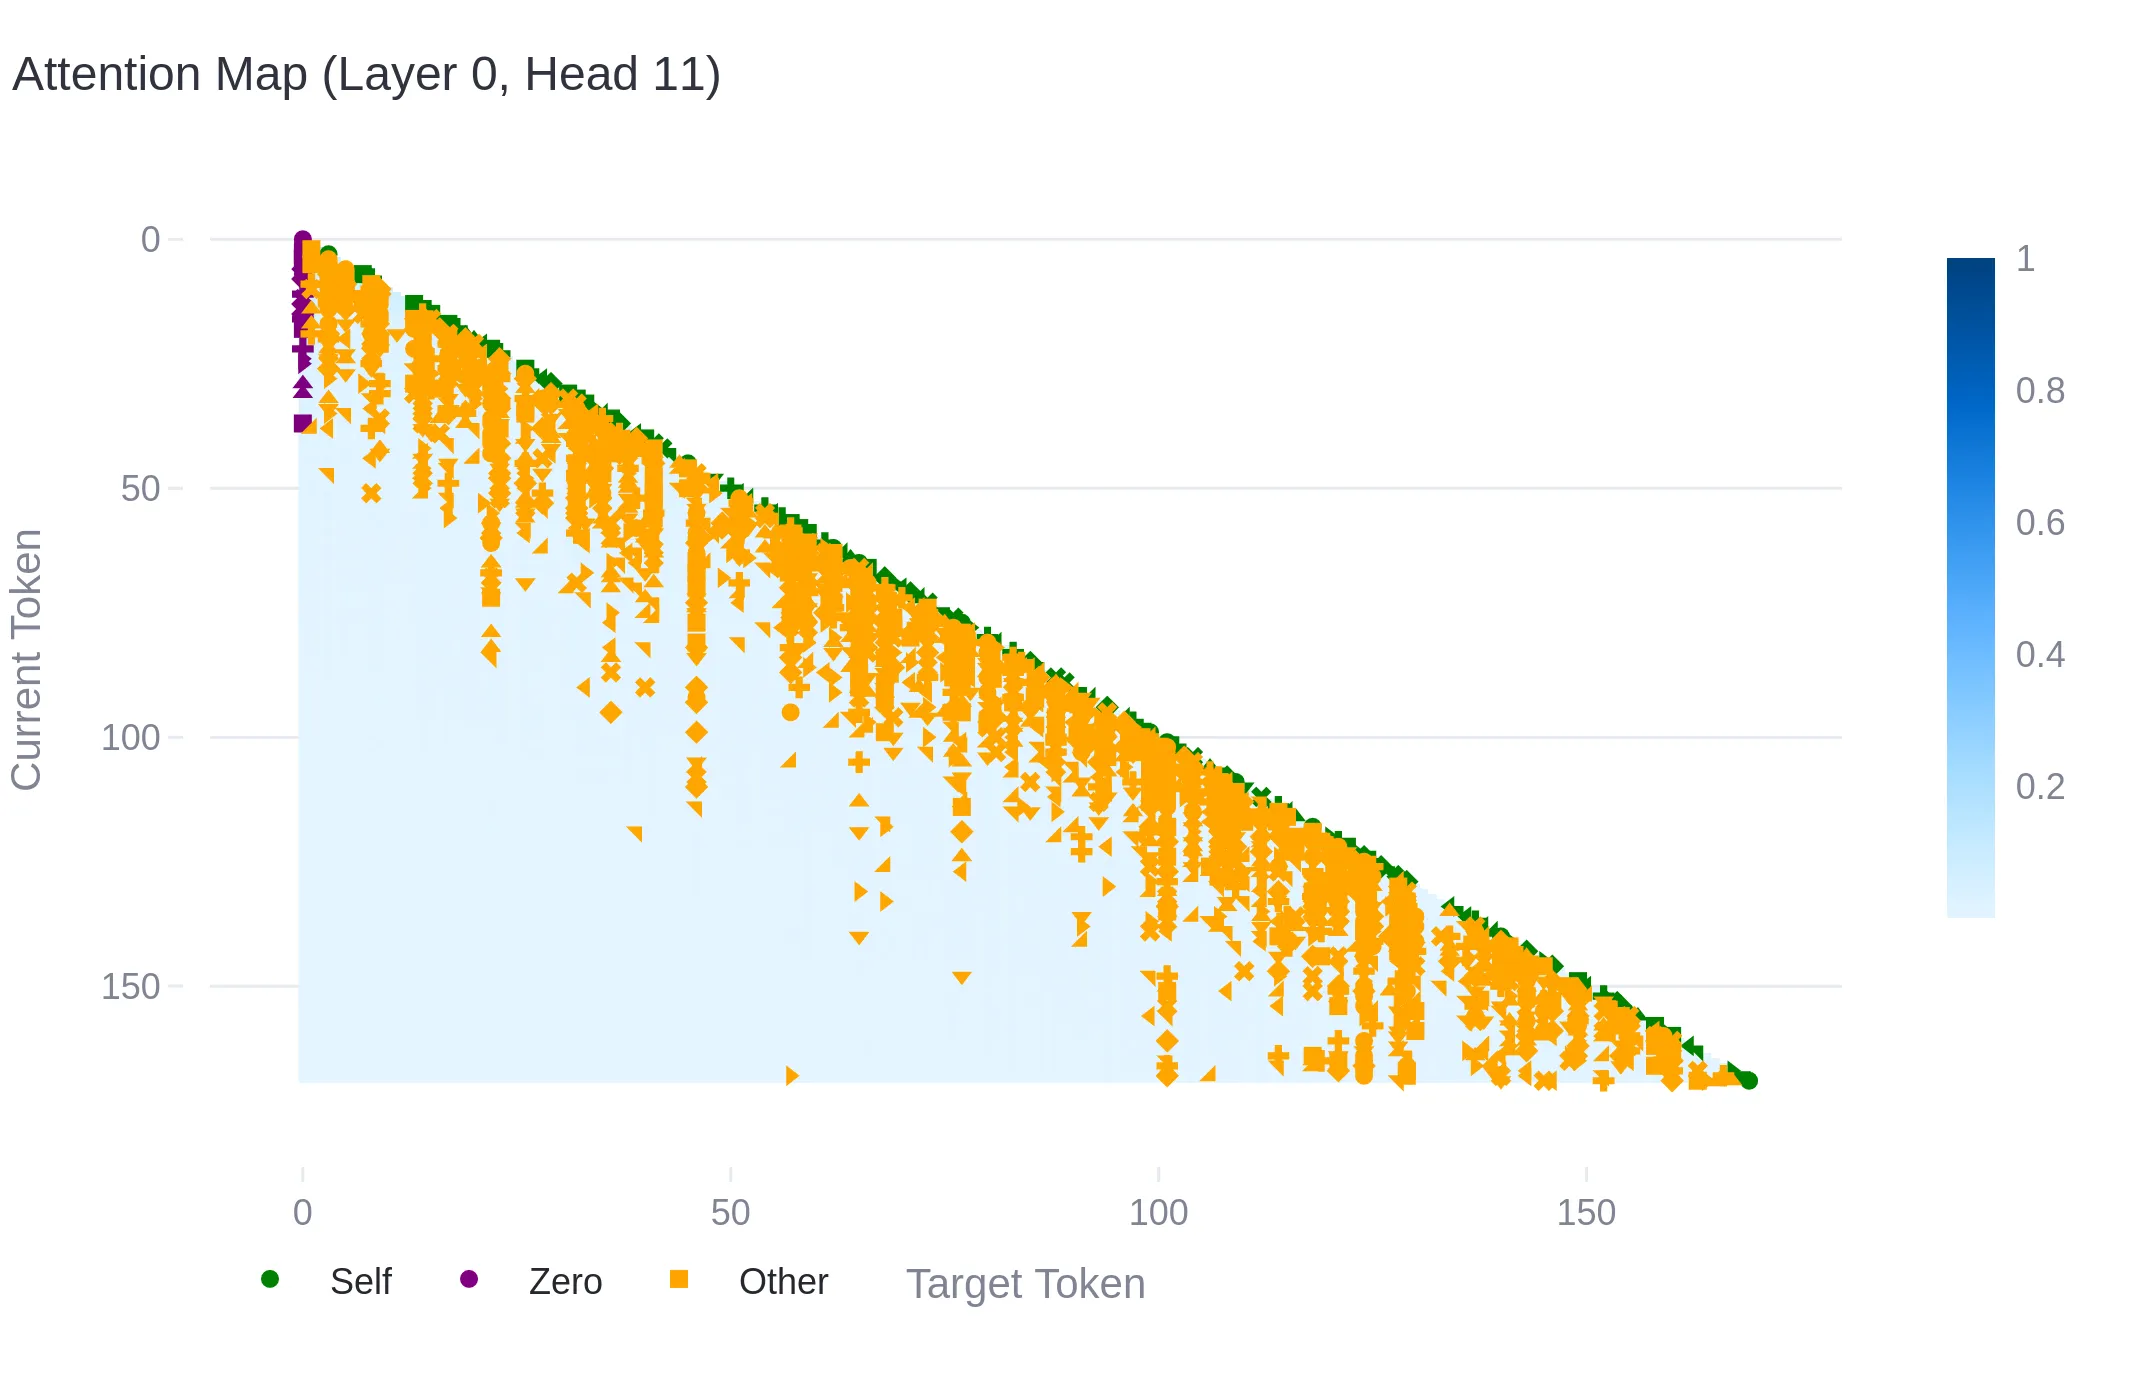 Attention Map (Layer 0, Head 11)
0
50
100
150
Current Token
1
0.8
0.6
0.4
0.2
0
50
100
150
Self
Zero
Other
Target Token